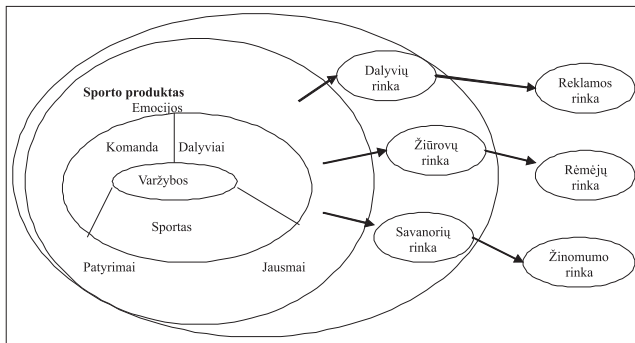 Sporto produktas
Emocijos
Komanda
Dalyviai
Varžybos
Sportas
Patyrimai
Jausmai
Dalyvių
rinka
Žiūrovų
rinka
Savanorių
rinka
Reklamos
rinka
Rėmėjų
rinka
Žinomumo
rinka